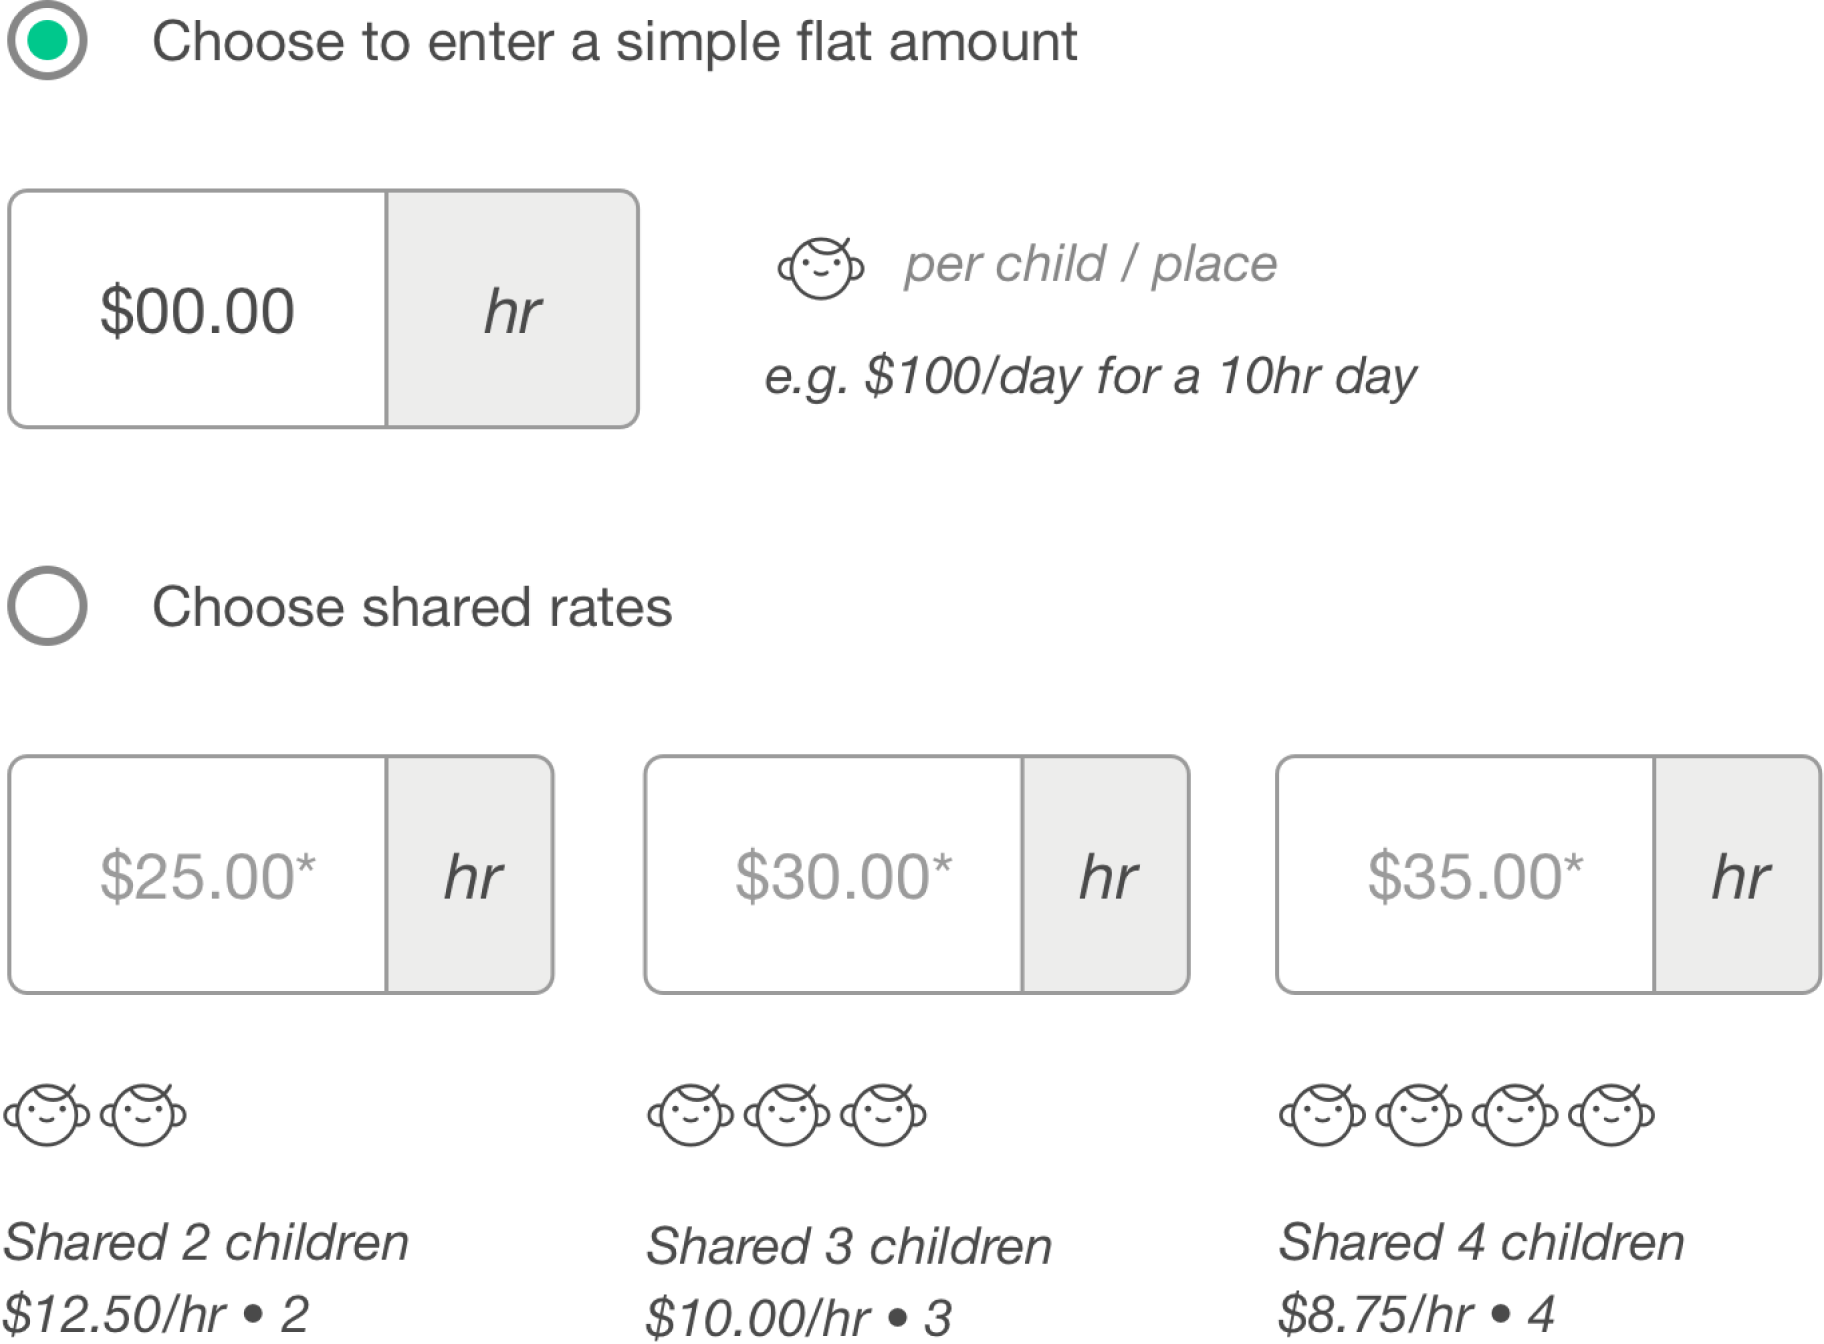 Choose to enter a simple flat amount
$00.00 hr
per child / place
e.g. $100/day for a 10hr day
Choose shared rates
$25.00* hr
$30.00* hr
$35.00* hr
Shared 2 children
$12.50/hr • 2
Shared 3 children
$10.00/hr • 3
Shared 4 children
$8.75/hr • 4